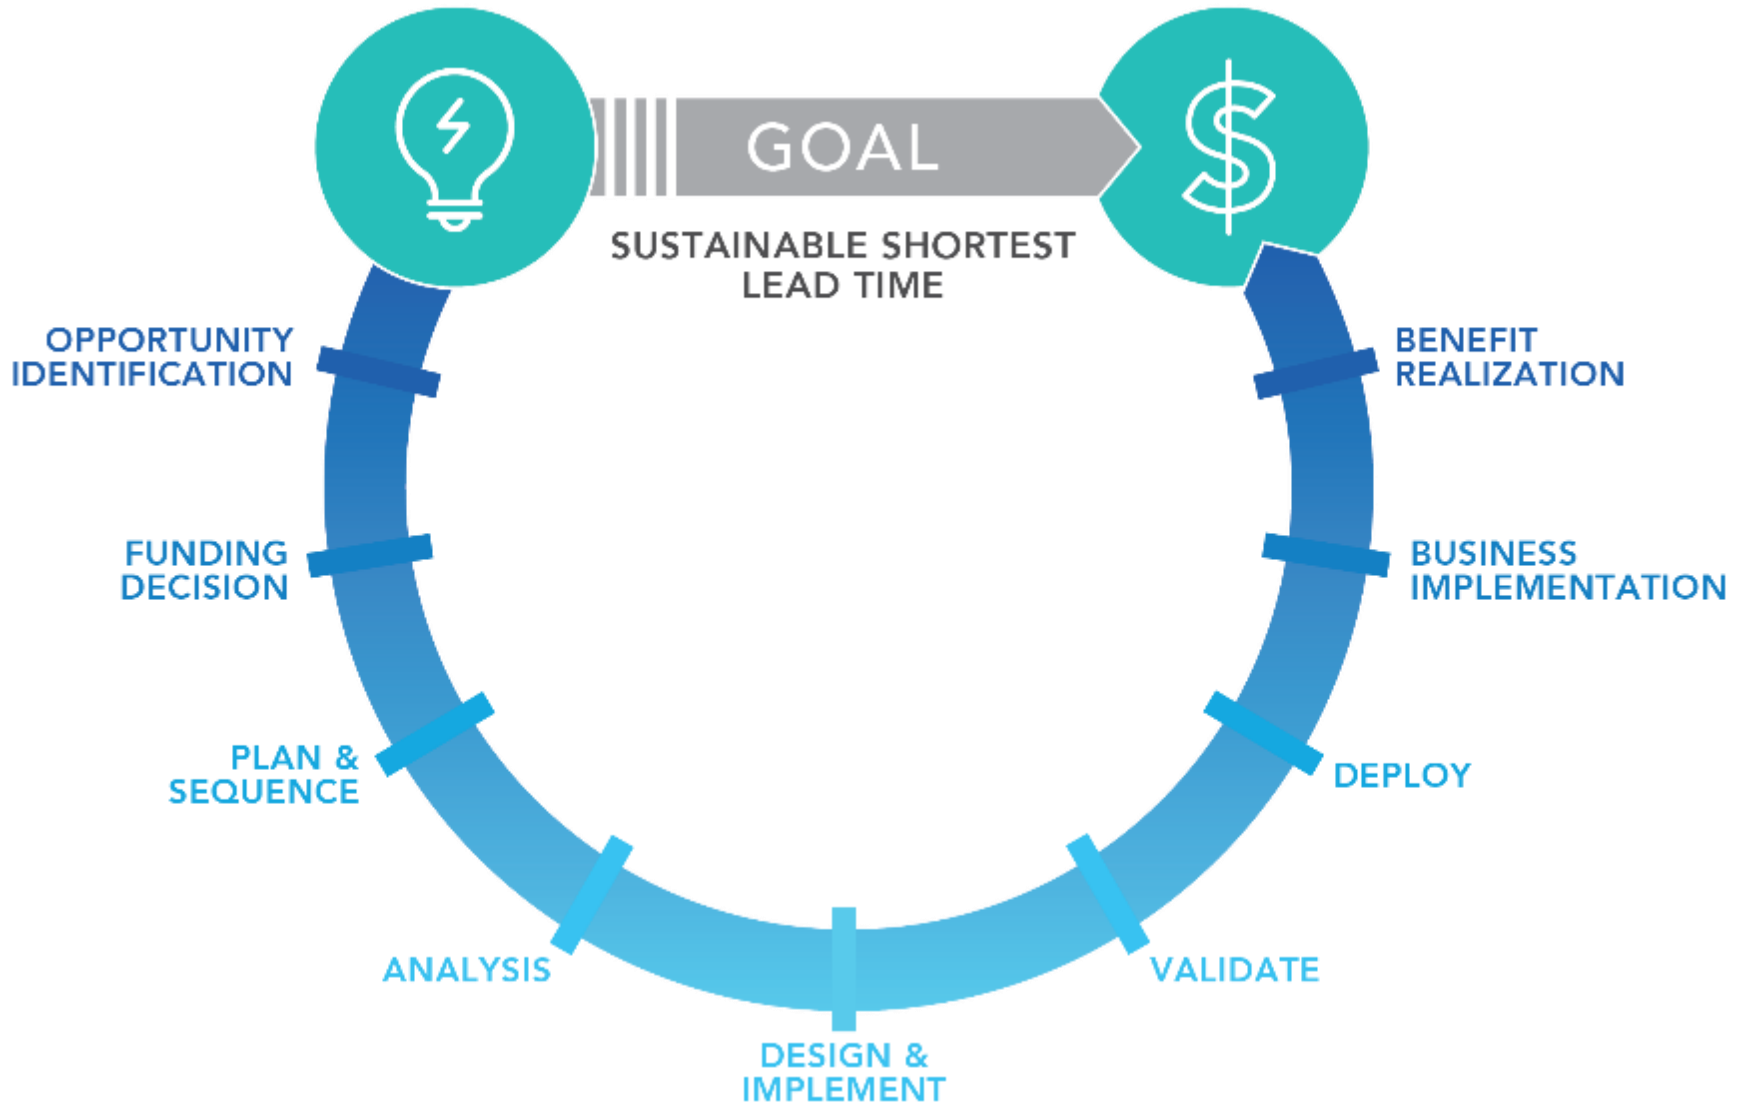 GOAL
SUSTAINABLE SHORTEST
LEAD TIME
OPPORTUNITY
IDENTIFICATION
FUNDING
DECISION
PLAN &
SEQUENCE
ANALYSIS
DESIGN &
IMPLEMENT
VALIDATE
DEPLOY
BUSINESS
IMPLEMENTATION
BENEFIT
REALIZATION